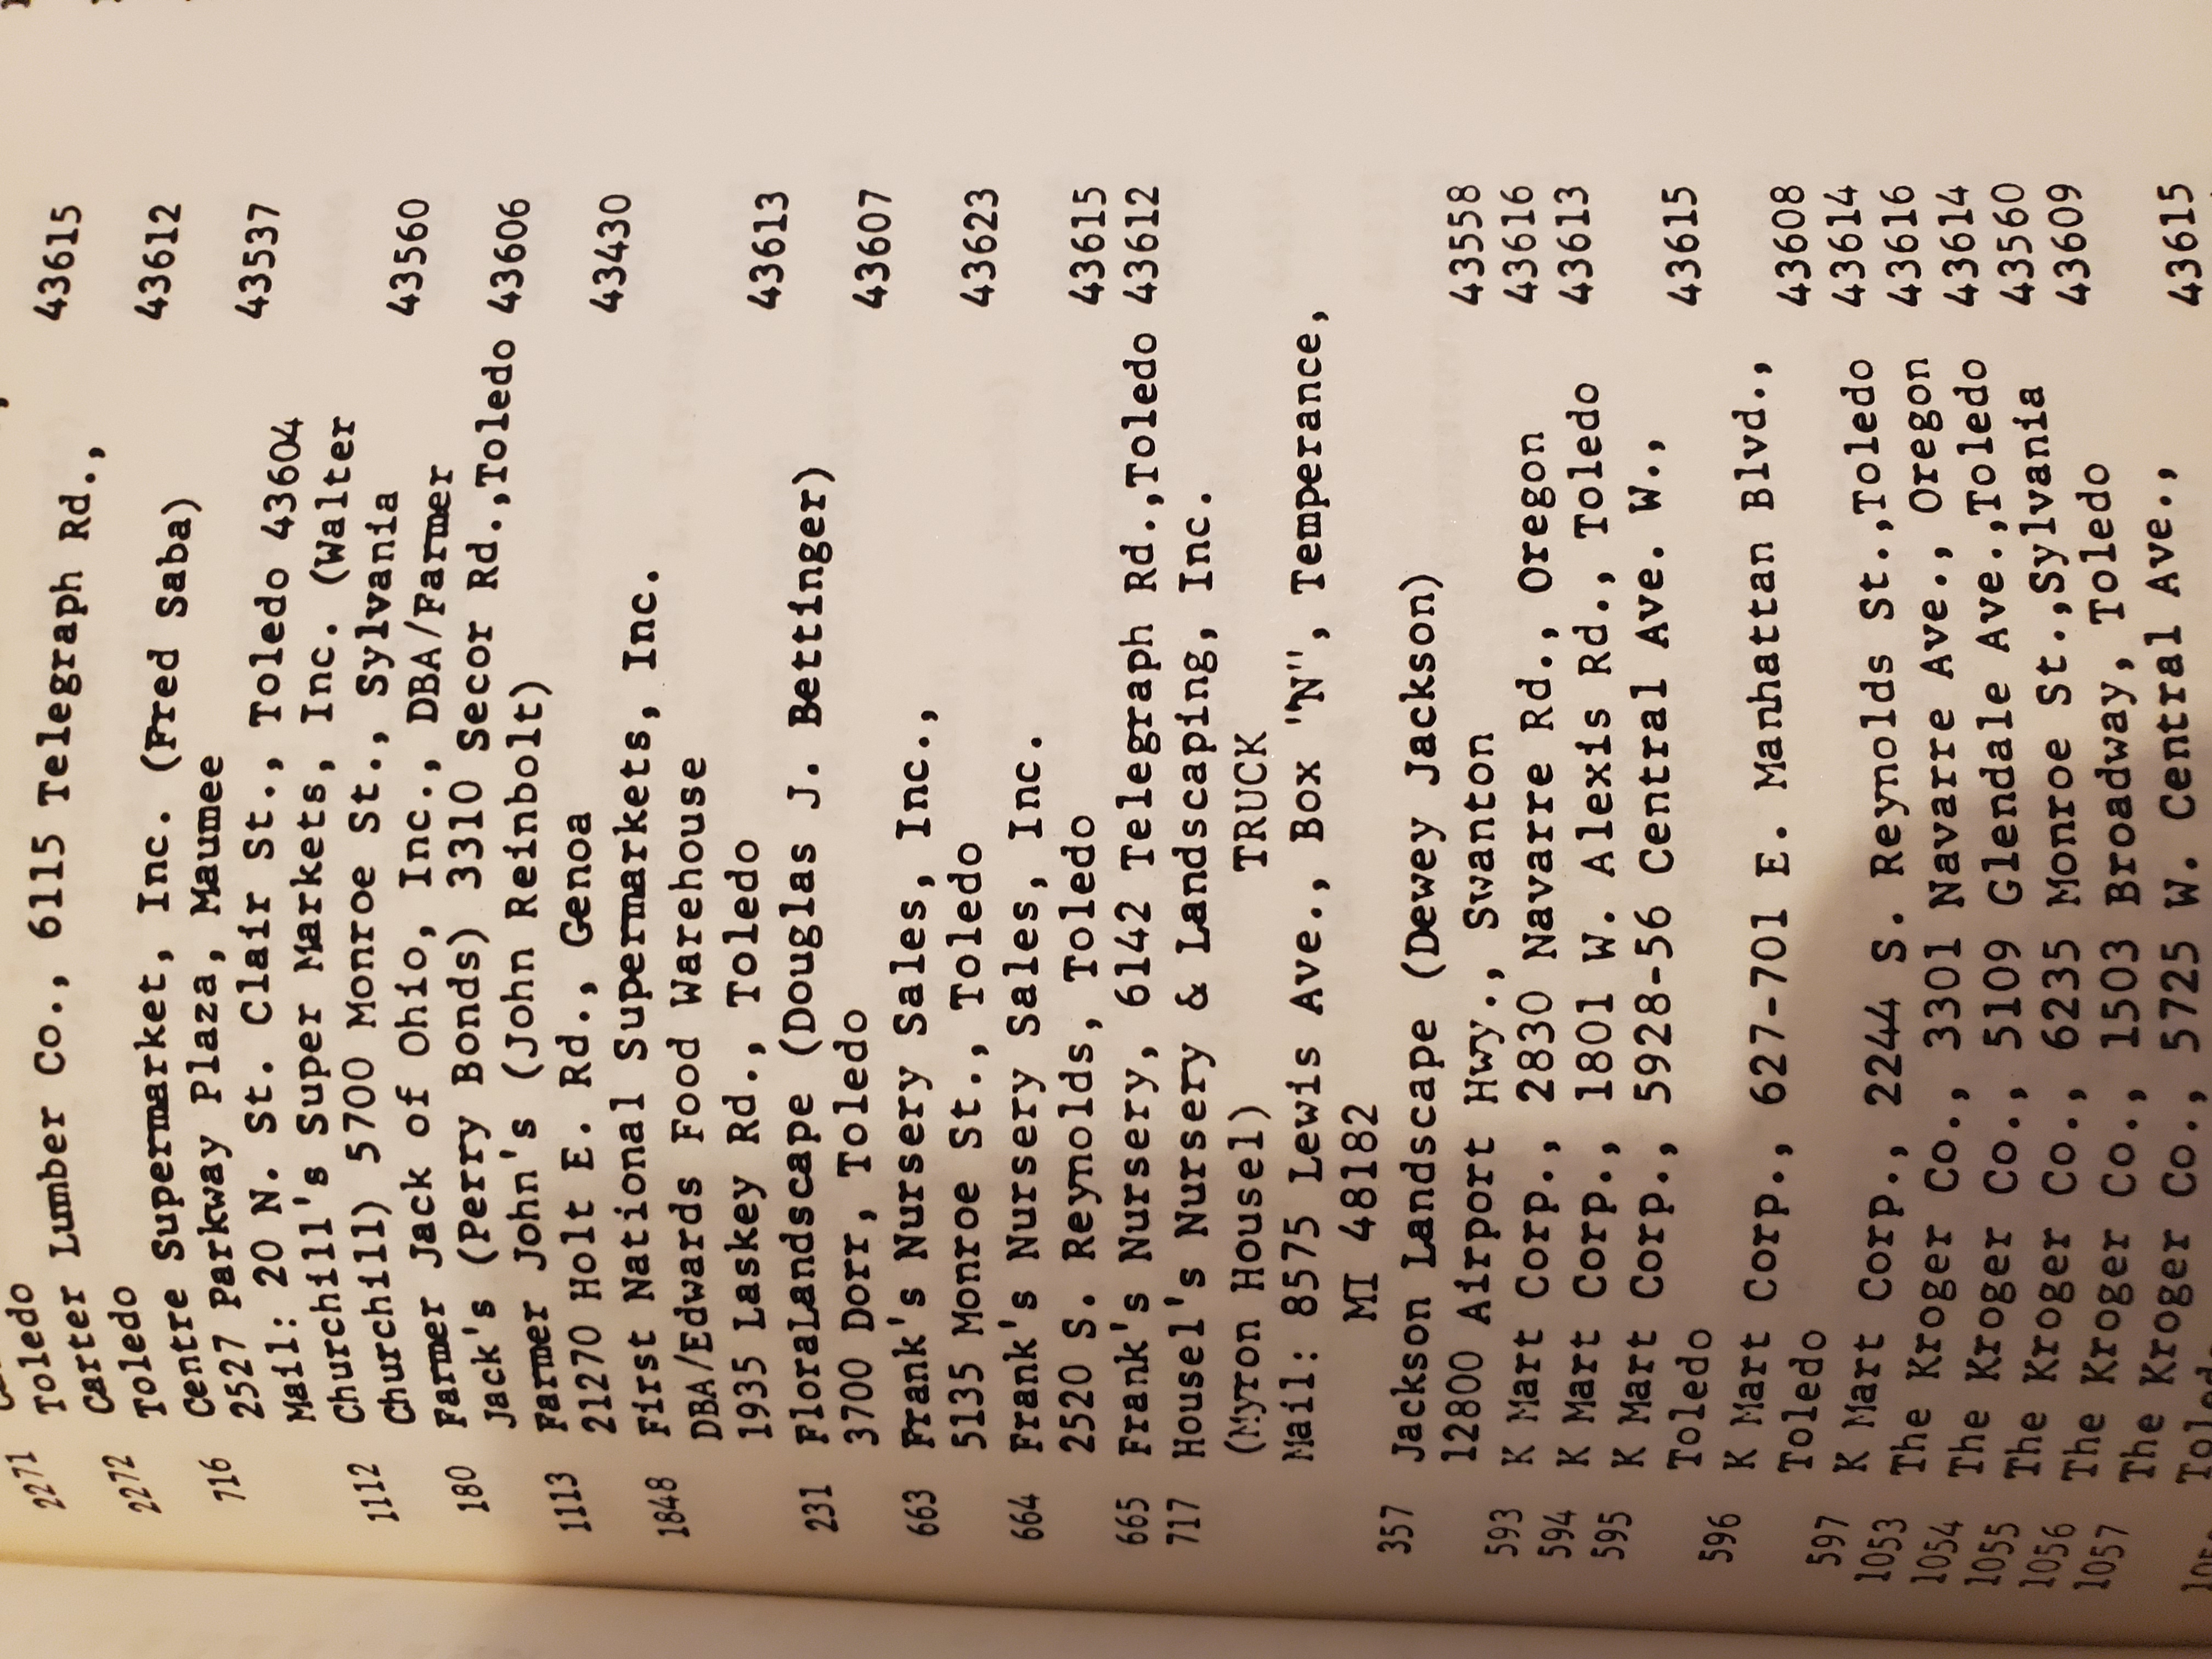 2271
Toledo 43615
2272 Carter Lumber Co., 6115 Telegraph Rd.,
Toledo 43612
716 Centre Supermarket, Inc. (Fred Saba)
2527 Parkway Plaza, Maumee 43537
Mail: 20 N. St. Clair St., Toledo 43604
1112 Churchill's Super Markets, Inc. (Walter
Churchill) 5700 Monroe St., Sylvania 43560
180 Farmer Jack of Ohio, Inc., DBA/Farmer
Jack's (Perry Bonds) 3310 Secor Rd.,Toledo 43606
1113 Farmer John's (John Reinbolt)
21270 Holt E. Rd., Genoa 43430
1848 First National Supermarkets, Inc.
DBA/Edwards Food Warehouse
1935 Laskey Rd., Toledo 43613
231 FloraLandscape (Douglas J. Bettinger)
3700 Dorr, Toledo 43607
663 Frank's Nursery Sales, Inc.,
5135 Monroe St., Toledo 43623
664 Frank's Nursery Sales, Inc.
2520 S. Reynolds, Toledo 43615
665 Frank's Nursery, 6142 Telegraph Rd.,Toledo 43612
717 Housel's Nursery & Landscaping, Inc.
(Myron Housel) TRUCK
Mail: 8575 Lewis Ave., Box "N", Temperance,
MI 48182
357 Jackson Landscape (Dewey Jackson)
12800 Airport Hwy., Swanton 43558
593 K Mart Corp., 2830 Navarre Rd., Oregon 43616
594 K Mart Corp., 1801 W. Alexis Rd., Toledo 43613
595 K Mart Corp., 5928-56 Central Ave. W.,
Toledo 43615
596 K Mart Corp., 627-701 E. Manhattan Blvd.,
Toledo 43608
597 K Mart Corp., 2244 S. Reynolds St.,Toledo 43614
1053 The Kroger Co., 3301 Navarre Ave., Oregon 43616
1054 The Kroger Co., 5109 Glendale Ave.,Toledo 43614
1055 The Kroger Co., 6235 Monroe St.,Sylvania 43560
1056 The Kroger Co., 1503 Broadway, Toledo 43609
1057 The Kroger Co., 5725 W. Central Ave.,
Toledo 43615